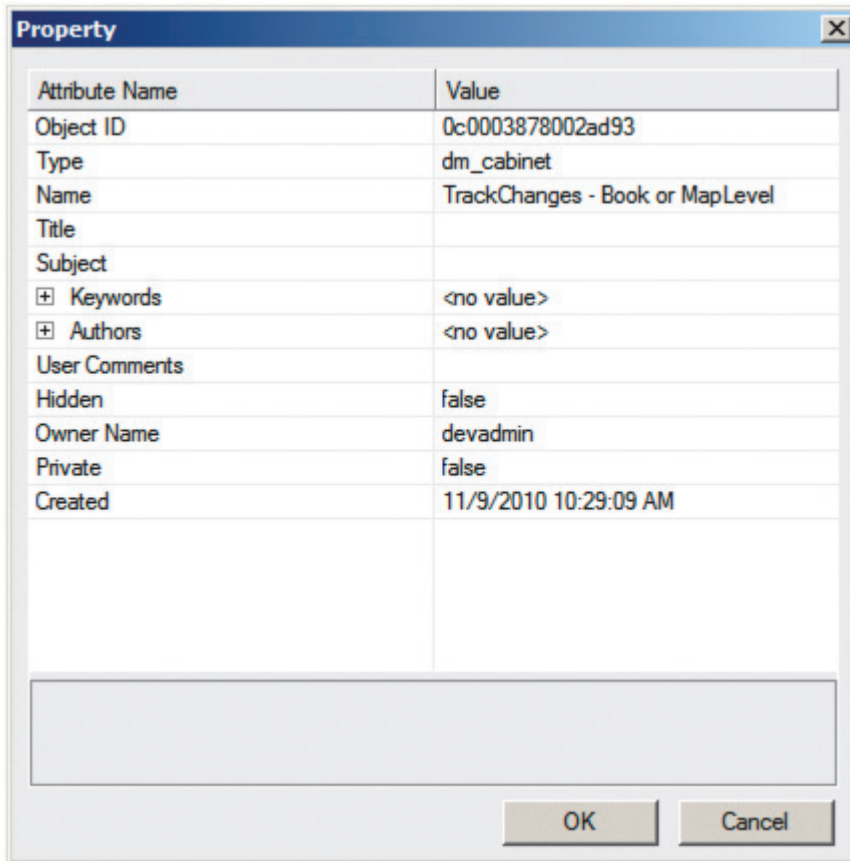 Property
Attribute Name Value
Object ID 0c0003878002ad93
Type dm_cabinet
Name TrackChanges - Book or MapLevel
Title
Subject
Keywords <no value>
Authors <no value>
User Comments
Hidden false
Owner Name devadmin
Private false
Created 11/9/2010 10:29:09 AM
OK Cancel